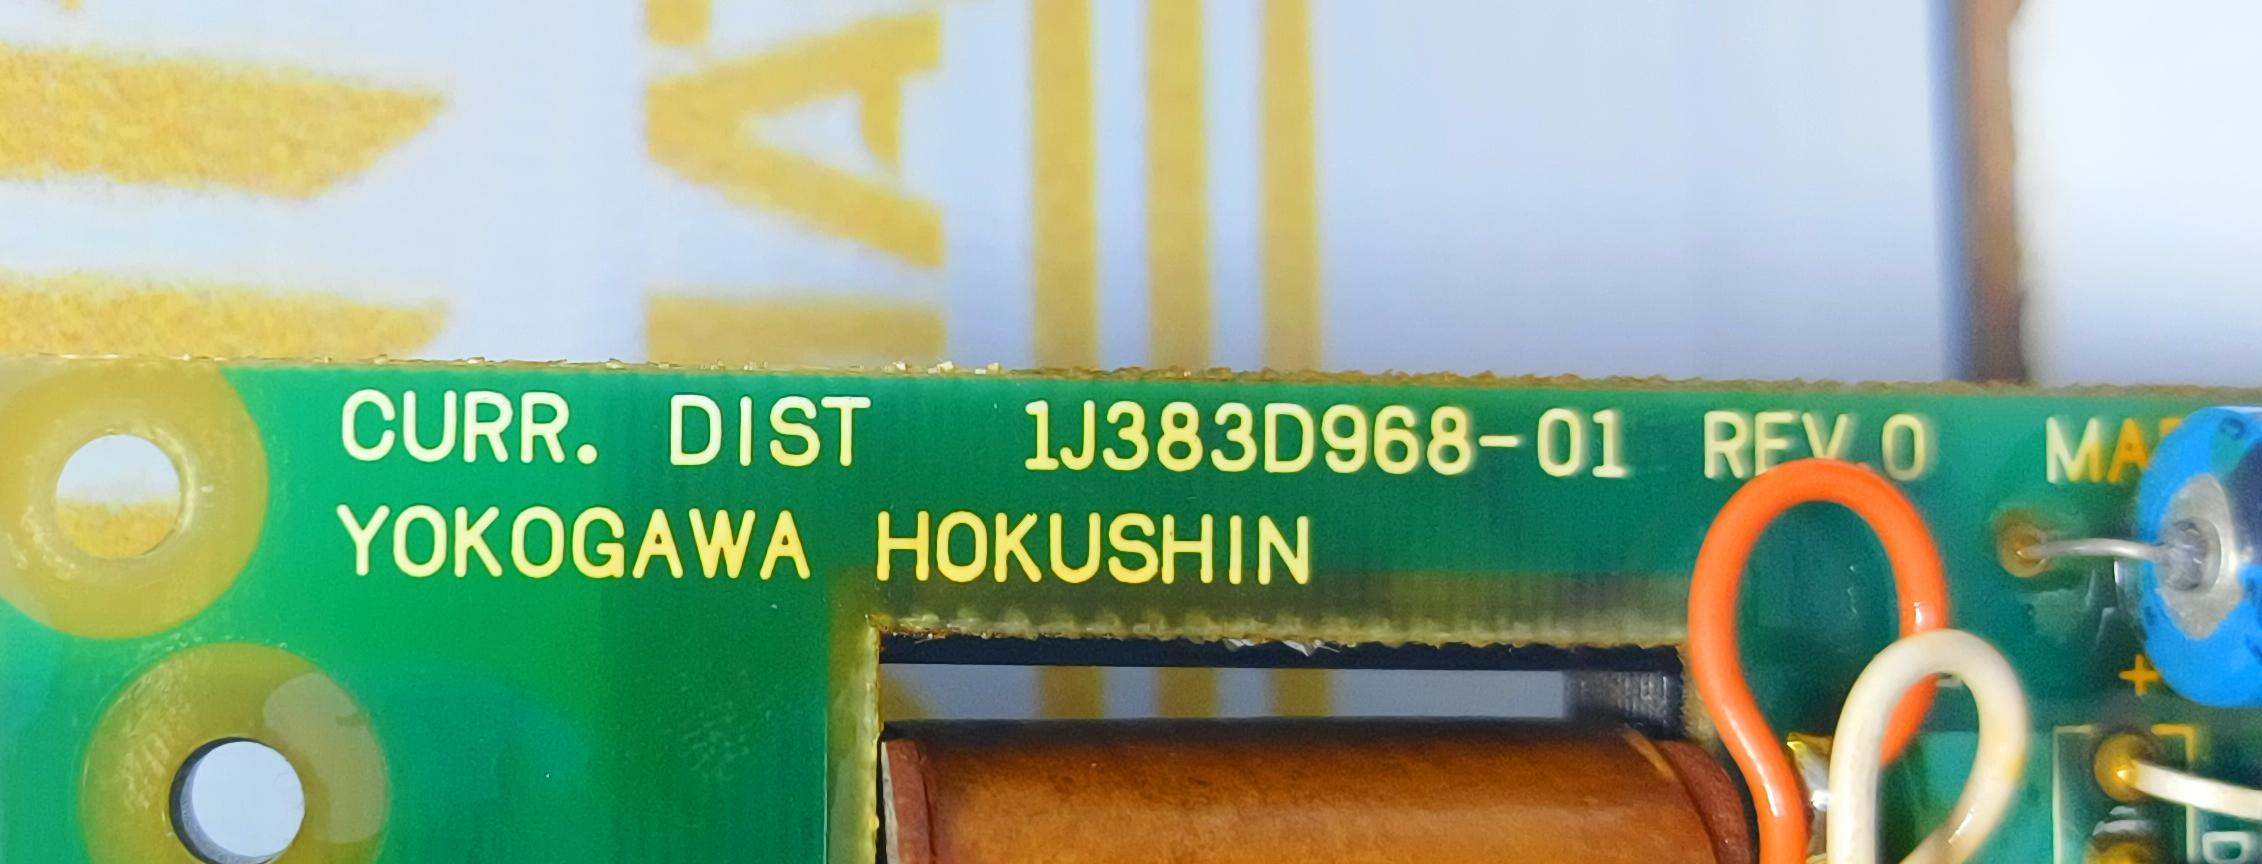 CURR. DIST 1J383D968-01 REV.0
YOKOGAWA HOKUSHIN
+